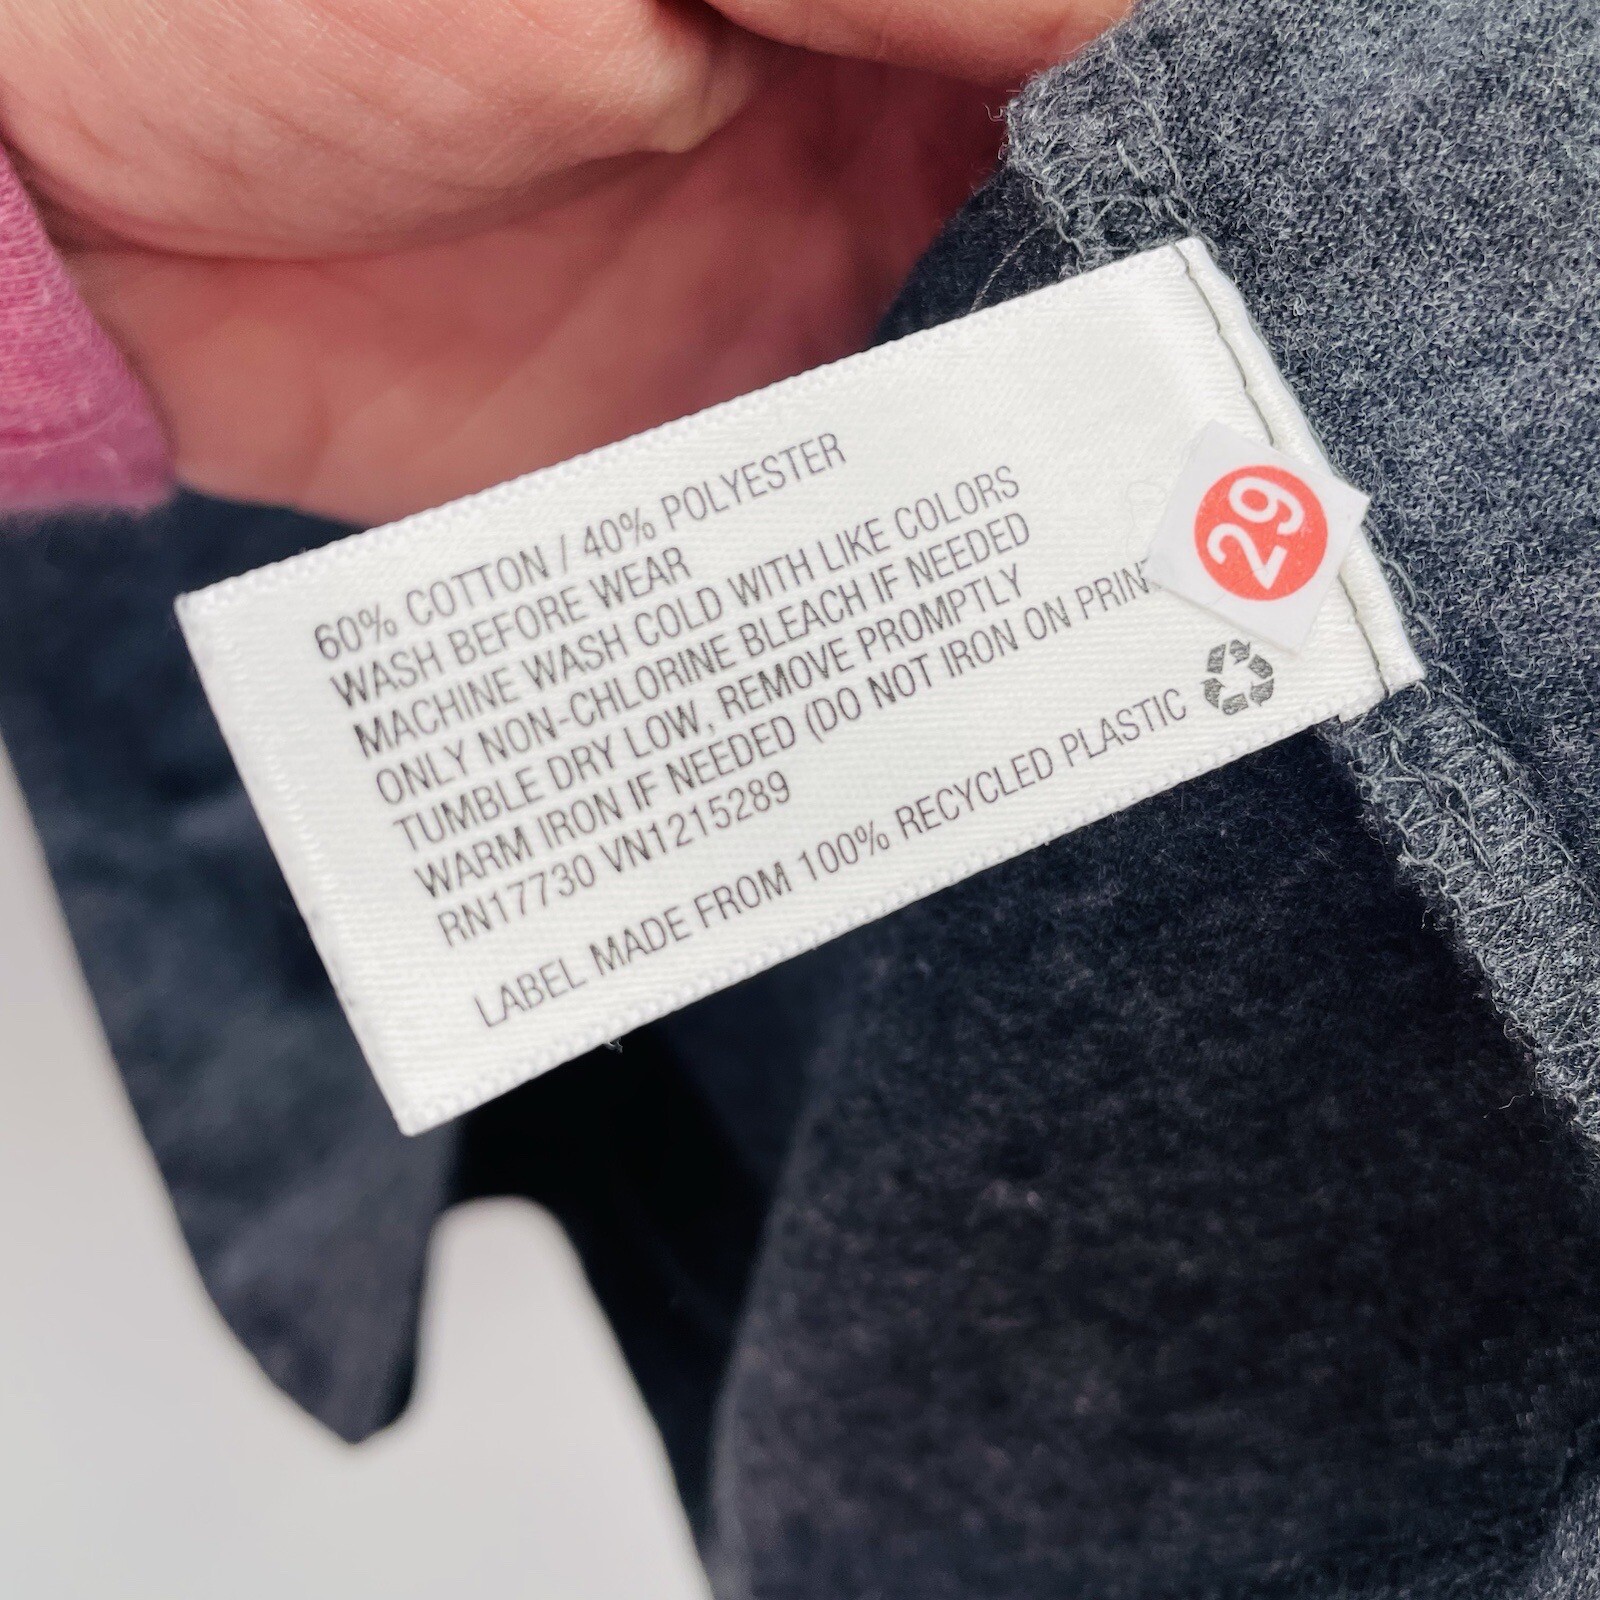 60% COTTON / 40% POLYESTER
WASH BEFORE WEAR
MACHINE WASH COLD WITH LIKE COLORS
ONLY NON-CHLORINE BLEACH IF NEEDED
TUMBLE DRY LOW, REMOVE PROMPTLY
WARM IRON IF NEEDED (DO NOT IRON ON PRINT
RN17730 VN1215289
LABEL MADE FROM 100% RECYCLED PLASTIC
29